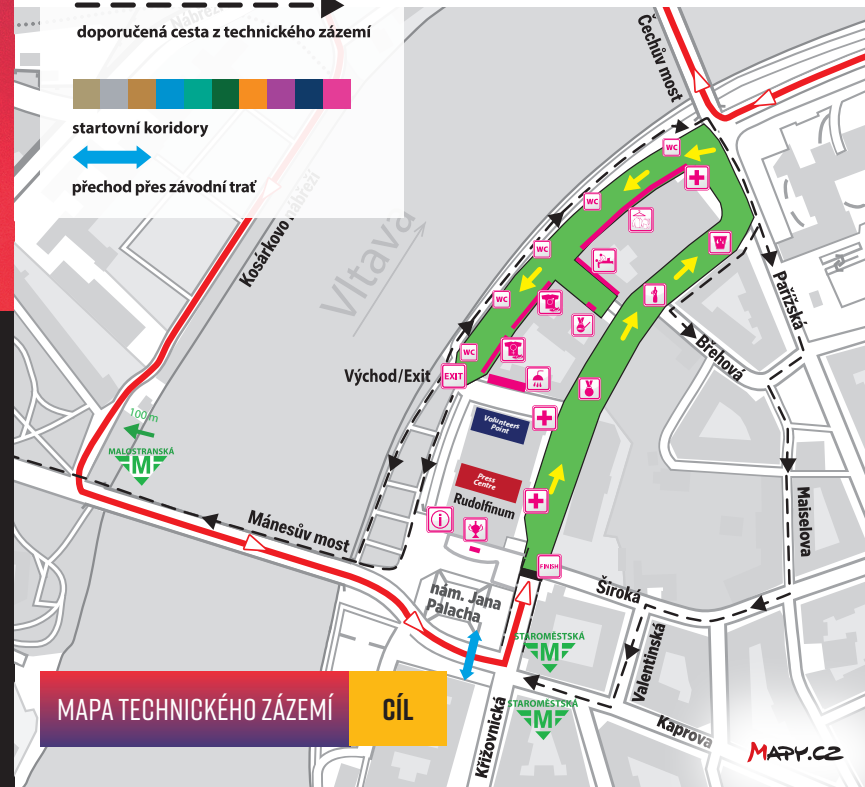 Nábřeží
doporučená cesta z technického zázemí
startovní koridory
přechod přes závodní trať
Čechův most
Kosárkovo nábřeží
Vltava
WC
WC
WC
WC
WC
Pařížská
Břehová
Východ/Exit
EXIT
100 m
MALOSTRANSKÁ
M
Volunteers
Point
Press
Centre
Rudolfinum
i
Mánesův most
Maiselova
FINISH
Široká
nám. Jana
Palacha
STAROMĚSTSKÁ
M
Valentinská
STAROMĚSTSKÁ
M
Křižovnická
Kaprova
MAPA TECHNICKÉHO ZÁZEMÍ
CÍL
MAPY.CZ